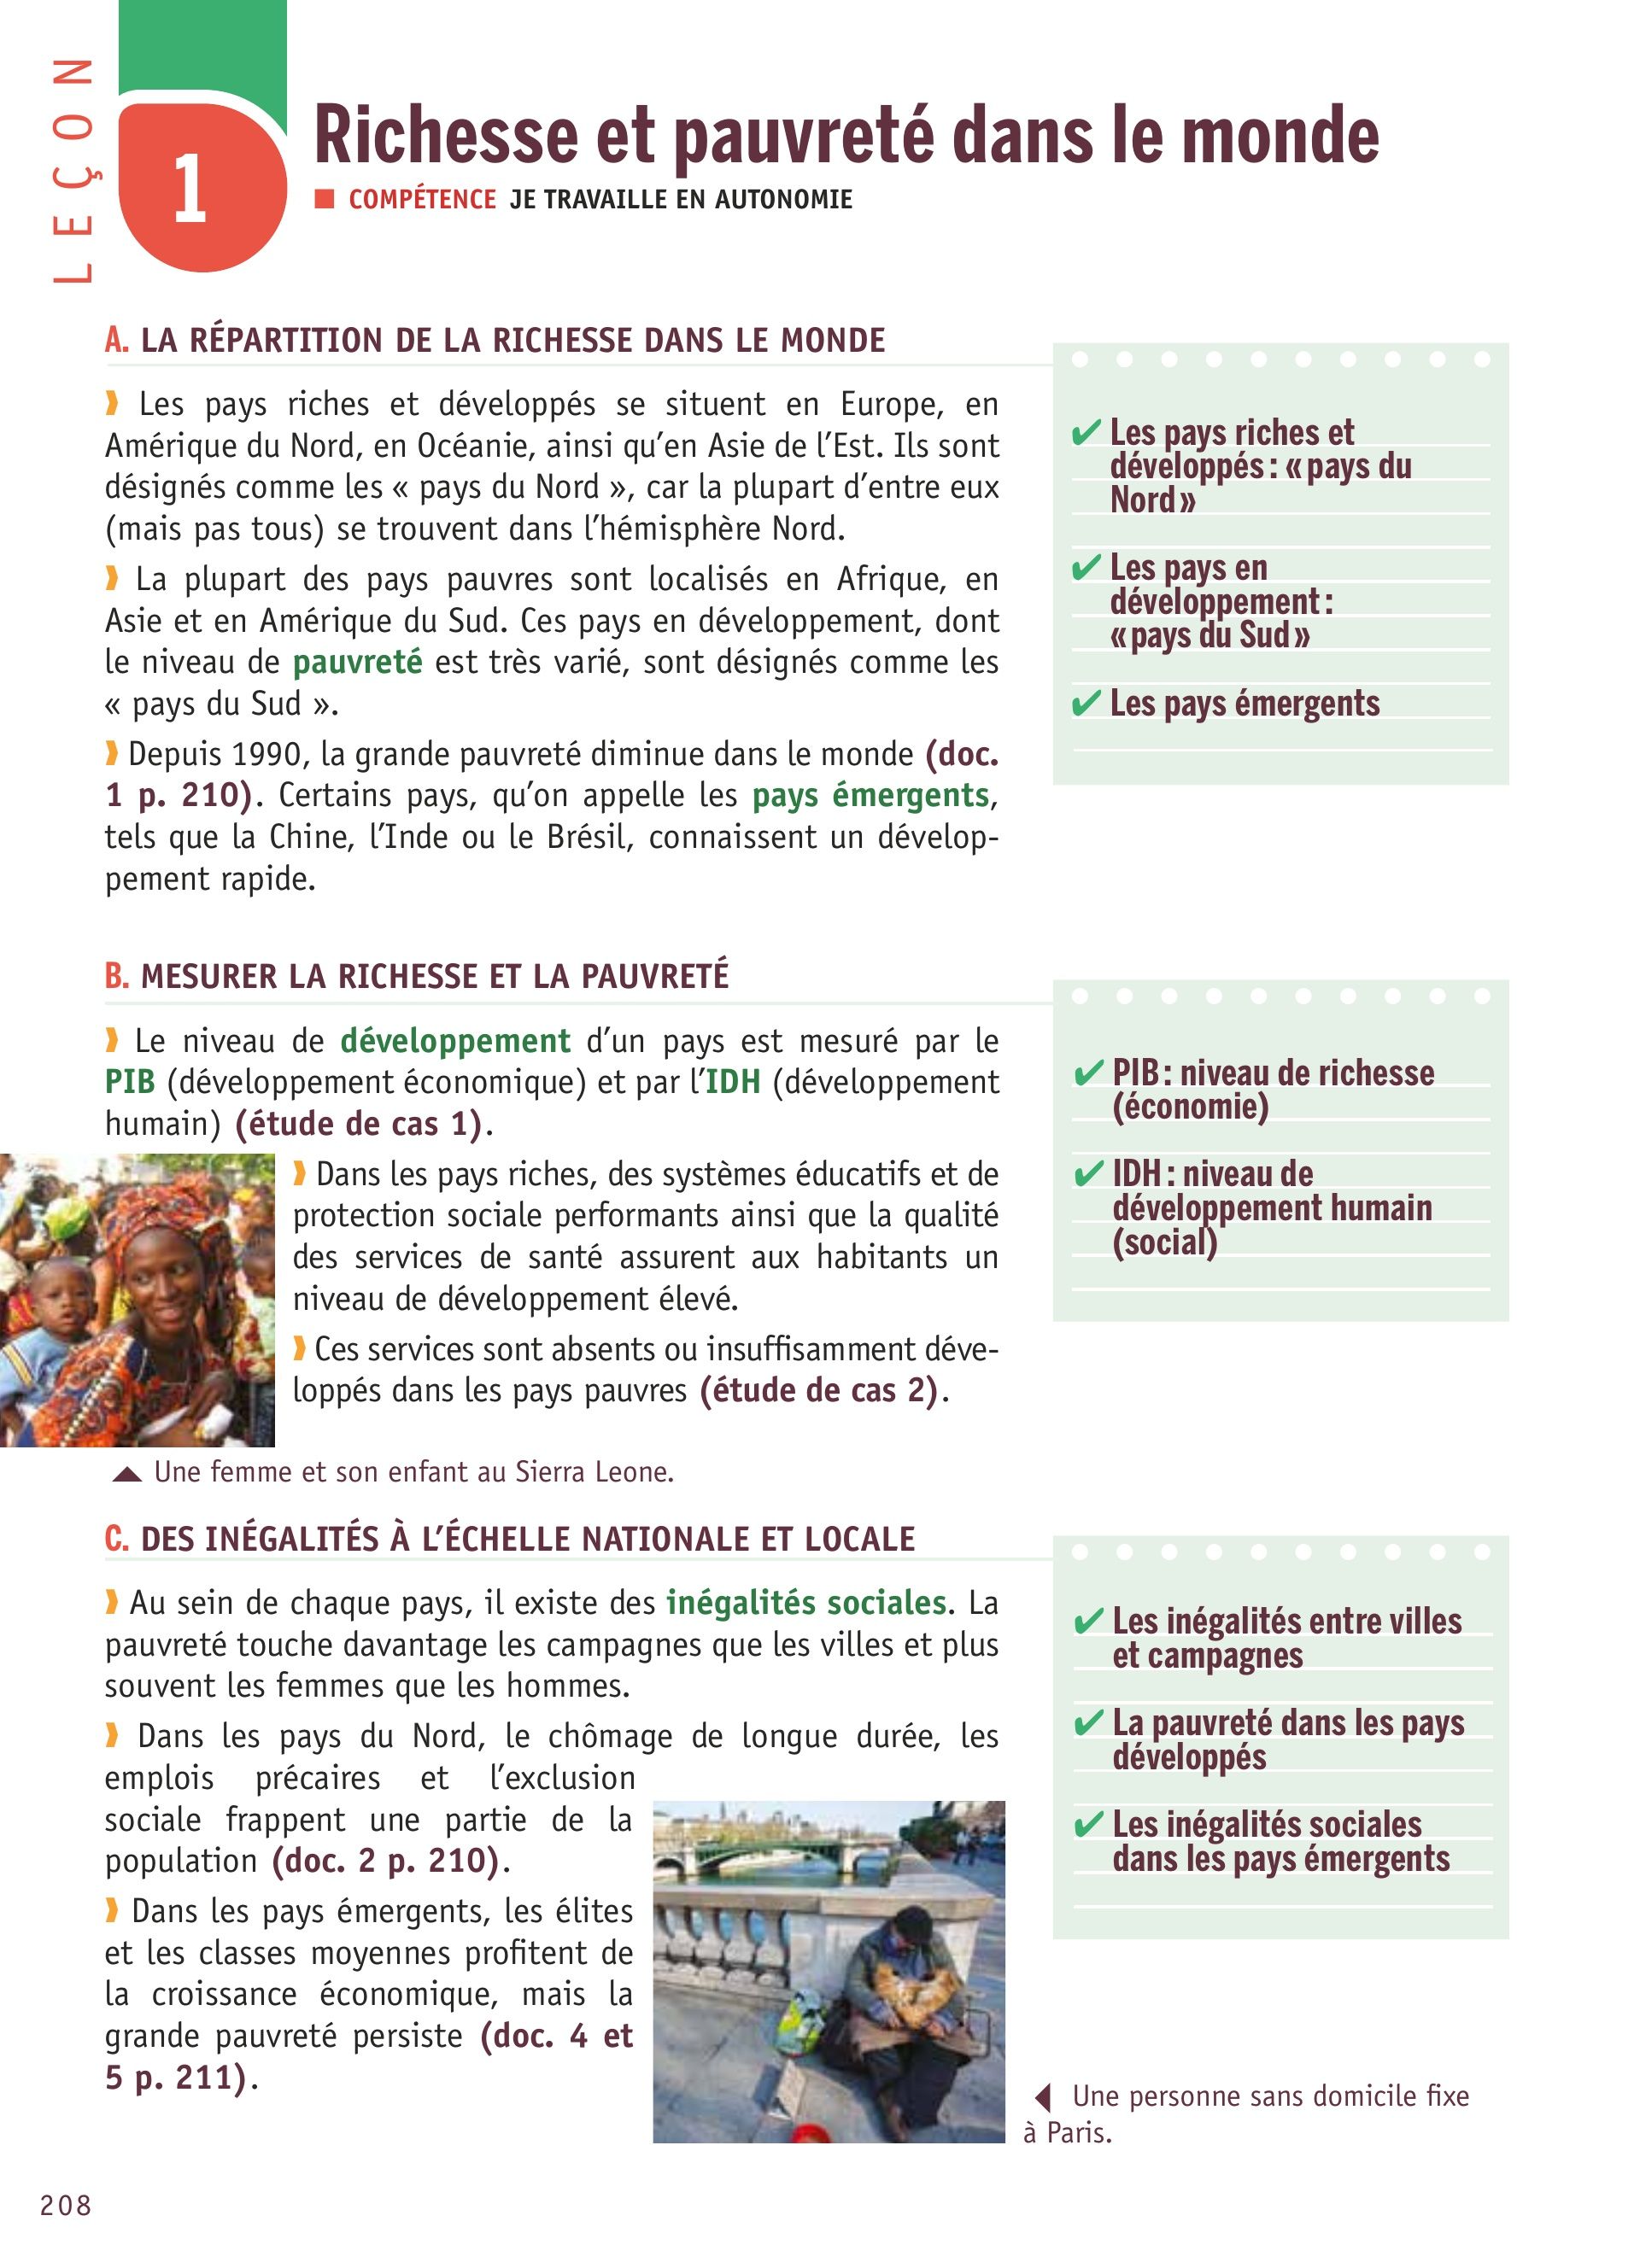 LEÇON
1
Richesse et pauvreté dans le monde
COMPÉTENCE JE TRAVAILLE EN AUTONOMIE
A. LA RÉPARTITION DE LA RICHESSE DANS LE MONDE
Les pays riches et développés se situent en Europe, en
Amérique du Nord, en Océanie, ainsi qu'en Asie de l'Est. Ils sont
désignés comme les « pays du Nord », car la plupart d'entre eux
(mais pas tous) se trouvent dans l'hémisphère Nord.
La plupart des pays pauvres sont localisés en Afrique, en
Asie et en Amérique du Sud. Ces pays en développement, dont
le niveau de pauvreté est très varié, sont désignés comme les
« pays du Sud ».
Depuis 1990, la grande pauvreté diminue dans le monde (doc.
1 p. 210). Certains pays, qu'on appelle les pays émergents,
tels que la Chine, l'Inde ou le Brésil, connaissent un dévelop-
pement rapide.
✔ Les pays riches et
développés : « pays du
Nord »
✔ Les pays en
développement :
« pays du Sud »
✔ Les pays émergents
B. MESURER LA RICHESSE ET LA PAUVRETÉ
Le niveau de développement d'un pays est mesuré par le
PIB (développement économique) et par l'IDH (développement
humain) (étude de cas 1).
Dans les pays riches, des systèmes éducatifs et de
protection sociale performants ainsi que la qualité
des services de santé assurent aux habitants un
niveau de développement élevé.
Ces services sont absents ou insuffisamment déve-
loppés dans les pays pauvres (étude de cas 2).
Une femme et son enfant au Sierra Leone.
✔ PIB : niveau de richesse
(économie)
✔ IDH : niveau de
développement humain
(social)
C. DES INÉGALITÉS À L'ÉCHELLE NATIONALE ET LOCALE
Au sein de chaque pays, il existe des inégalités sociales. La
pauvreté touche davantage les campagnes que les villes et plus
souvent les femmes que les hommes.
Dans les pays du Nord, le chômage de longue durée, les
emplois précaires et l'exclusion
sociale frappent une partie de la
population (doc. 2 p. 210).
Dans les pays émergents, les élites
et les classes moyennes profitent de
la croissance économique, mais la
grande pauvreté persiste (doc. 4 et
5 p. 211).
✔ Les inégalités entre villes
et campagnes
✔ La pauvreté dans les pays
développés
✔ Les inégalités sociales
dans les pays émergents
Une personne sans domicile fixe
à Paris.
208